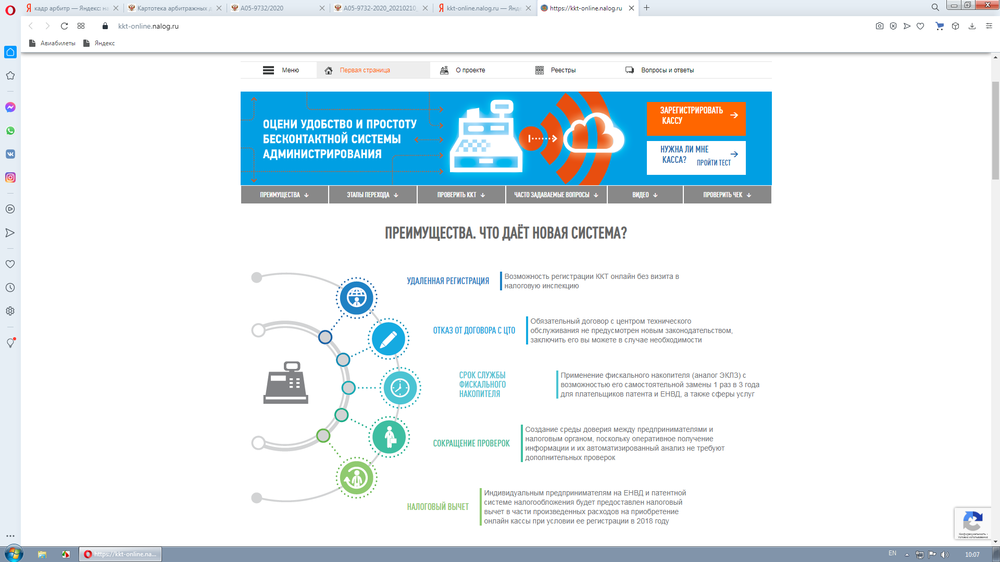 кадр арбитр — Яндекс: на
Картотека арбитражных д
А05-9732/2020
А05-9732-2020_20210210_
kkt-online.nalog.ru — Янде
https://kkt-online.nalog.ru
kkt-online.nalog.ru
Авиабилеты
Яндекс
Меню
Первая страница
О проекте
Реестры
Вопросы и ответы
ОЦЕНИ УДОБСТВО И ПРОСТОТУ
БЕСКОНТАКТНОЙ СИСТЕМЫ
АДМИНИСТРИРОВАНИЯ
ЗАРЕГИСТРИРОВАТЬ
КАССУ
НУЖНА ЛИ МНЕ
КАССА?
ПРОЙТИ ТЕСТ
ПРЕИМУЩЕСТВА
ЭТАПЫ ПЕРЕХОДА
ПРОВЕРИТЬ ККТ
ЧАСТО ЗАДАВАЕМЫЕ ВОПРОСЫ
ВИДЕО
ПРОВЕРИТЬ ЧЕК
ПРЕИМУЩЕСТВА. ЧТО ДАЁТ НОВАЯ СИСТЕМА?
УДАЛЕННАЯ РЕГИСТРАЦИЯ
Возможность регистрации ККТ онлайн без визита в
налоговую инспекцию
ОТКАЗ ОТ ДОГОВОРА С ЦТО
Обязательный договор с центром технического
обслуживания не предусмотрен новым законодательством,
заключить его вы можете в случае необходимости
СРОК СЛУЖБЫ
ФИСКАЛЬНОГО
НАКОПИТЕЛЯ
Применение фискального накопителя (аналог ЭКЛЗ) с
возможностью его самостоятельной замены 1 раз в 3 года
для плательщиков патента и ЕНВД, а также сферы услуг
СОКРАЩЕНИЕ ПРОВЕРОК
Создание среды доверия между предпринимателями и
налоговым органом, поскольку оперативное получение
информации и их автоматизированный анализ не требуют
дополнительных проверок
НАЛОГОВЫЙ ВЫЧЕТ
Индивидуальным предпринимателям на ЕНВД и патентной
системе налогообложения будет предоставлен налоговый
вычет в части произведенных расходов на приобретение
онлайн кассы при условии ее регистрации в 2018 году
Конфиденциальность -
Условия использования
https://kkt-online.na...
EN
10:07